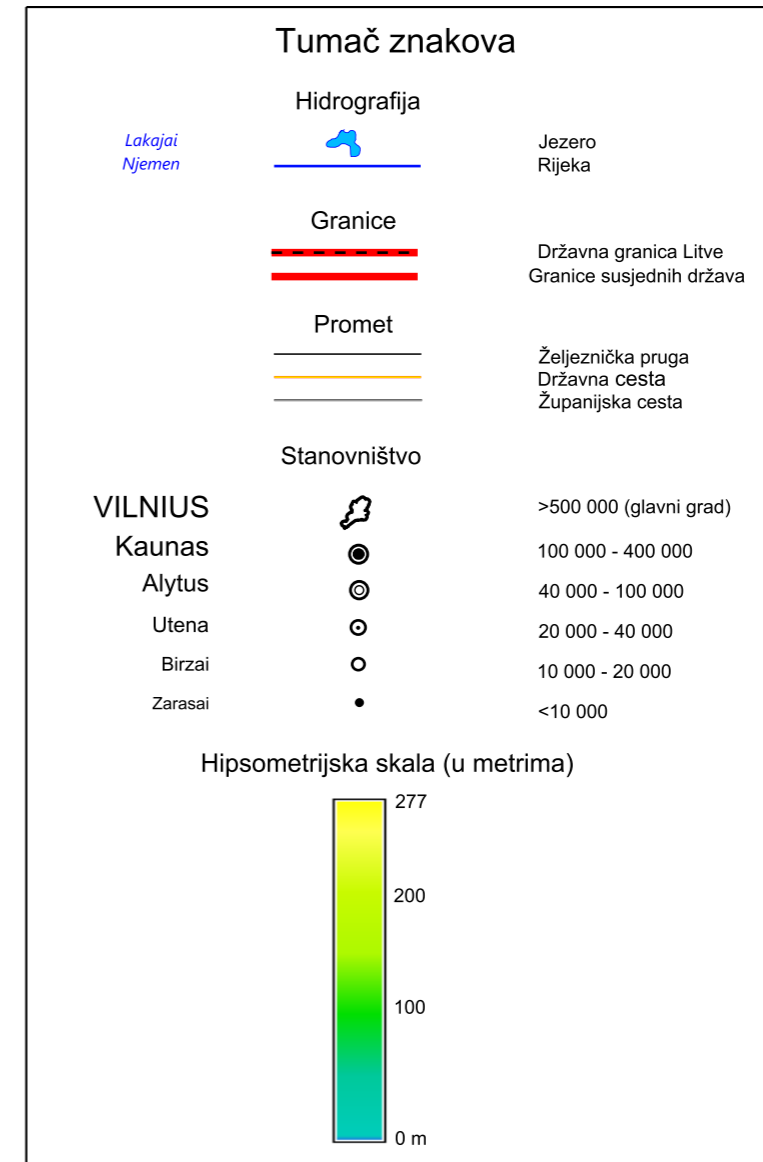 Tumač znakova
Hidrografija
Lakajai Jezero
Njemen Rijeka
Granice
Državna granica Litve
Granice susjednih država
Promet
Željeznička pruga
Državna cesta
Županijska cesta
Stanovništvo
VILNIUS >500 000 (glavni grad)
Kaunas 100 000 - 400 000
Alytus 40 000 - 100 000
Utena 20 000 - 40 000
Birzai 10 000 - 20 000
Zarasai <10 000
Hipsometrijska skala (u metrima)
277
200
100
0 m